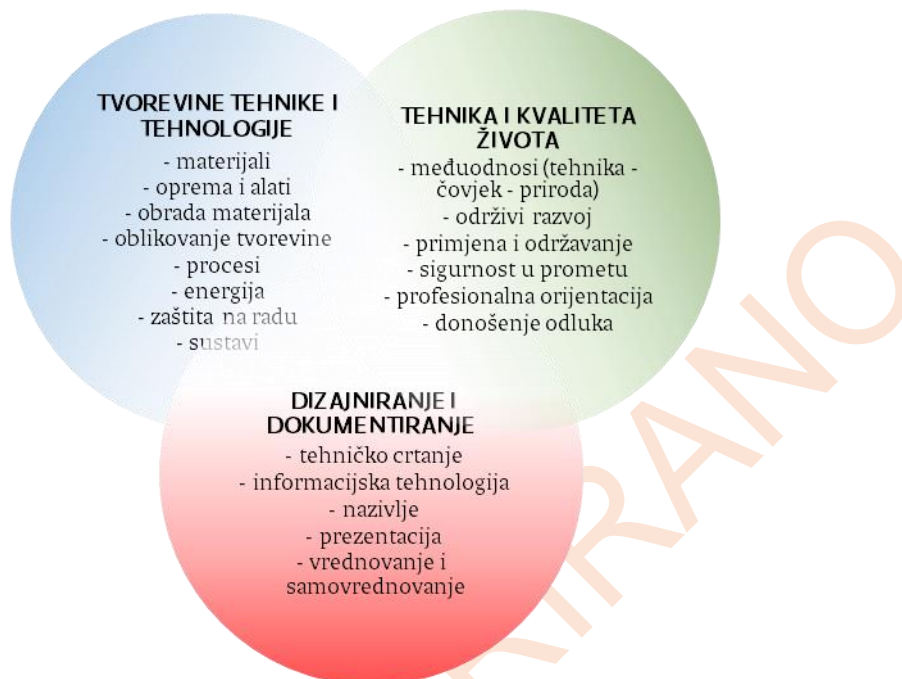 TVOREVINE TEHNIKE I
TEHNOLOGIJE
- materijali
- oprema i alati
- obrada materijala
- oblikovanje tvorevine
- procesi
- energija
- zaštita na radu
- sustavi
TEHNIKA I KVALITETA
ŽIVOTA
- međuodnosi (tehnika -
čovjek - priroda)
- održivi razvoj
- primjena i održavanje
- sigurnost u prometu
- profesionalna orijentacija
- donošenje odluka
DIZAJNIRANJE I
DOKUMENTIRANJE
- tehničko crtanje
- informacijska tehnologija
- nazivlje
- prezentacija
- vrednovanje i
samovrednovanje